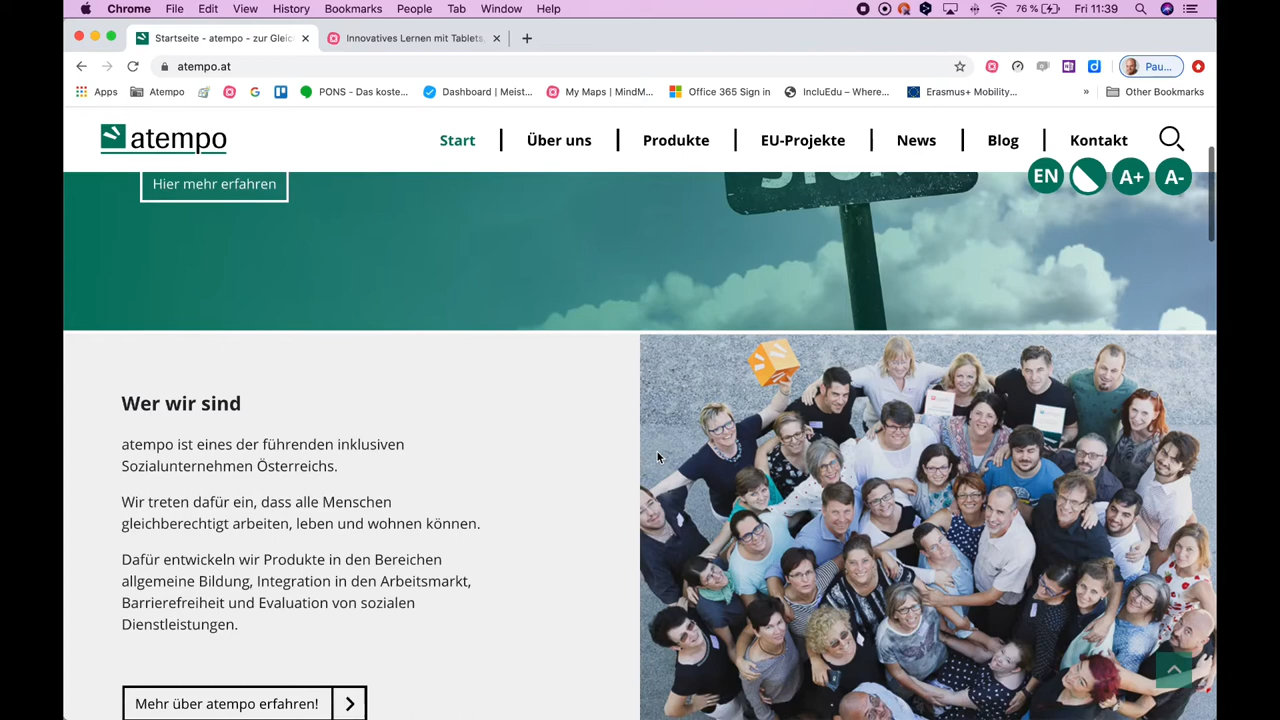 Chrome File Edit View History Bookmarks People Tab Window Help 76 % Fri 11:39
Startseite - atempo - zur Gleic
Innovatives Lernen mit Tablets.
atempo.at
Pau...
Apps Atempo PONS - Das koste... Dashboard | Meist... My Maps | MindM... Office 365 Sign in IncluEdu – Where... Erasmus+ Mobility... » Other Bookmarks
atempo Start Über uns Produkte EU-Projekte News Blog Kontakt
EN A+ A-
Hier mehr erfahren
Wer wir sind
atempo ist eines der führenden inklusiven
Sozialunternehmen Österreichs.
Wir treten dafür ein, dass alle Menschen
gleichberechtigt arbeiten, leben und wohnen können.
Dafür entwickeln wir Produkte in den Bereichen
allgemeine Bildung, Integration in den Arbeitsmarkt,
Barrierefreiheit und Evaluation von sozialen
Dienstleistungen.
Mehr über atempo erfahren!